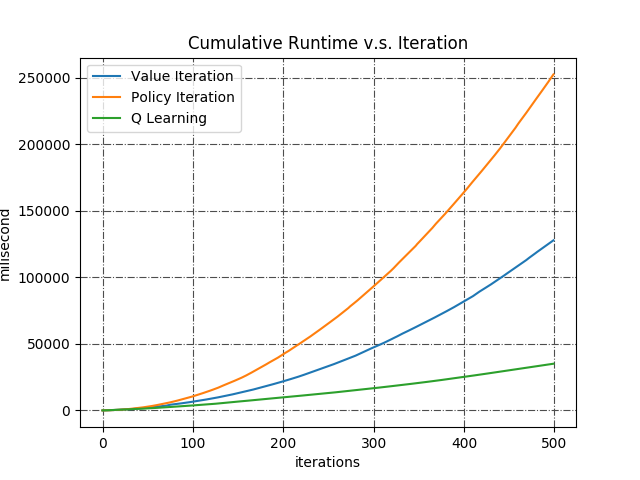 Cumulative Runtime v.s. Iteration
Value Iteration
Policy Iteration
Q Learning
250000
200000
150000
100000
50000
0
milisecond
0 100 200 300 400 500
iterations